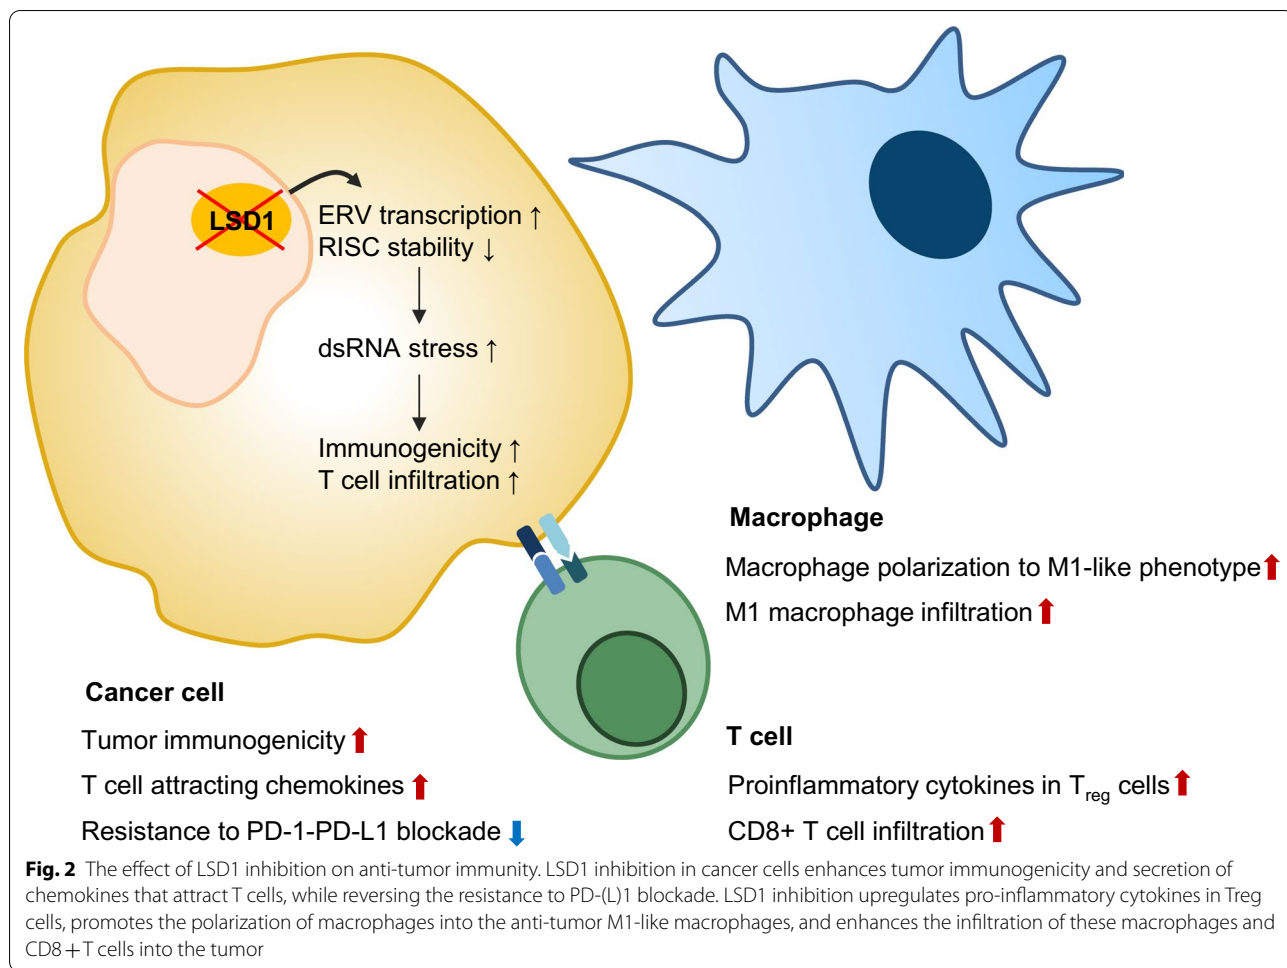 LSD1
ERV transcription ↑
RISC stability ↓
dsRNA stress ↑
Immunogenicity ↑
T cell infiltration ↑
Macrophage
Macrophage polarization to M1-like phenotype
M1 macrophage infiltration
Cancer cell
Tumor immunogenicity
T cell attracting chemokines
Resistance to PD-1-PD-L1 blockade
T cell
Proinflammatory cytokines in Treg cells
CD8+ T cell infiltration
Fig. 2 The effect of LSD1 inhibition on anti-tumor immunity. LSD1 inhibition in cancer cells enhances tumor immunogenicity and secretion of
chemokines that attract T cells, while reversing the resistance to PD-(L)1 blockade. LSD1 inhibition upregulates pro-inflammatory cytokines in Treg
cells, promotes the polarization of macrophages into the anti-tumor M1-like macrophages, and enhances the infiltration of these macrophages and
CD8+T cells into the tumor